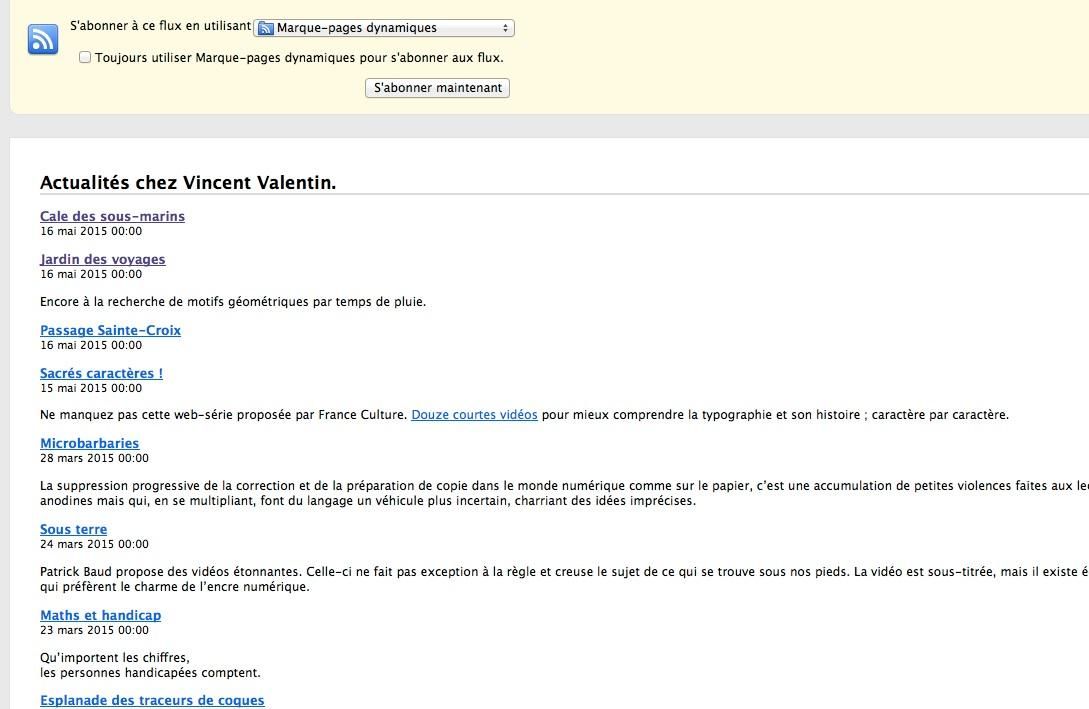 S'abonner à ce flux en utilisant Marque-pages dynamiques
Toujours utiliser Marque-pages dynamiques pour s'abonner aux flux.
S'abonner maintenant
Actualités chez Vincent Valentin.
Cale des sous-marins
16 mai 2015 00:00
Jardin des voyages
16 mai 2015 00:00
Encore à la recherche de motifs géométriques par temps de pluie.
Passage Sainte-Croix
16 mai 2015 00:00
Sacrés caractères !
15 mai 2015 00:00
Ne manquez pas cette web-série proposée par France Culture. Douze courtes vidéos pour mieux comprendre la typographie et son histoire ; caractère par caractère.
Microbarbaries
28 mars 2015 00:00
La suppression progressive de la correction et de la préparation de copie dans le monde numérique comme sur le papier, c’est une accumulation de petites violences faites aux
anodines mais qui, en se multipliant, font du langage un véhicule plus incertain, charriant des idées imprécises.
Sous terre
24 mars 2015 00:00
Patrick Baud propose des vidéos étonnantes. Celle-ci ne fait pas exception à la règle et creuse le sujet de ce qui se trouve sous nos pieds. La vidéo est sous-titrée, mais il existe
qui préfèrent le charme de l’encre numérique.
Maths et handicap
23 mars 2015 00:00
Qu’importent les chiffres,
les personnes handicapées comptent.
Esplanade des traceurs de coques